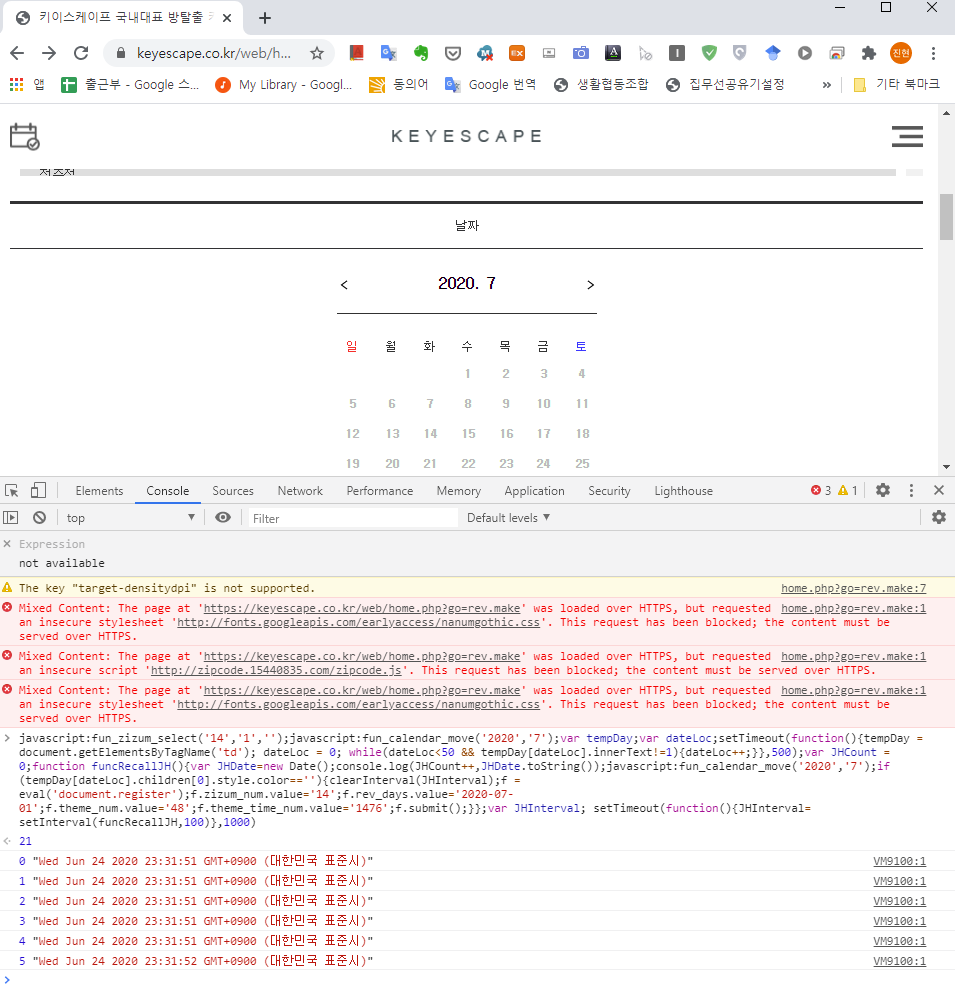 키이스케이프 국내대표 방탈출
keyescape.co.kr/web/h...
진현
앱 출근부 - Google 스... My Library - Googl... 동의어 Google 번역 생활협동조합 집무선공유기설정 » 기타 북마크
KEYESCAPE
날짜
< 2020. 7 >
일 월 화 수 목 금 토
1 2 3 4
5 6 7 8 9 10 11
12 13 14 15 16 17 18
19 20 21 22 23 24 25
Elements Console Sources Network Performance Memory Application Security Lighthouse 3 1
top Filter Default levels
Expression
not available
The key "target-densitydpi" is not supported. home.php?go=rev.make:7
Mixed Content: The page at 'https://keyescape.co.kr/web/home.php?go=rev.make' was loaded over HTTPS, but requested home.php?go=rev.make:1
an insecure stylesheet 'http://fonts.googleapis.com/earlyaccess/nanumgothic.css'. This request has been blocked; the content must be
served over HTTPS.
Mixed Content: The page at 'https://keyescape.co.kr/web/home.php?go=rev.make' was loaded over HTTPS, but requested home.php?go=rev.make:1
an insecure script 'http://zipcode.15440835.com/zipcode.js'. This request has been blocked; the content must be served over HTTPS.
Mixed Content: The page at 'https://keyescape.co.kr/web/home.php?go=rev.make' was loaded over HTTPS, but requested home.php?go=rev.make:1
an insecure stylesheet 'http://fonts.googleapis.com/earlyaccess/nanumgothic.css'. This request has been blocked; the content must be
served over HTTPS.
javascript:fun_zizum_select('14','1','');javascript:fun_calendar_move('2020','7');var tempDay;var dateLoc;setTimeout(function(){tempDay =
document.getElementsByTagName('td'); dateLoc = 0; while(dateLoc<50 && tempDay[dateLoc].innerText!=1){dateLoc++;}},500);var JHCount =
0;function funcRecallJH(){var JHDate=new Date();console.log(JHCount++,JHDate.toString());javascript:fun_calendar_move('2020','7');if
(tempDay[dateLoc].children[0].style.color==''){clearInterval(JHInterval);f =
eval('document.register');f.zizum_num.value='14';f.rev_days.value='2020-07-
01';f.theme_num.value='48';f.theme_time_num.value='1476';f.submit();}};var JHInterval; setTimeout(function(){JHInterval=
setInterval(funcRecallJH,100)},1000)
21
0 "Wed Jun 24 2020 23:31:51 GMT+0900 (대한민국 표준시)" VM9100:1
1 "Wed Jun 24 2020 23:31:51 GMT+0900 (대한민국 표준시)" VM9100:1
2 "Wed Jun 24 2020 23:31:51 GMT+0900 (대한민국 표준시)" VM9100:1
3 "Wed Jun 24 2020 23:31:51 GMT+0900 (대한민국 표준시)" VM9100:1
4 "Wed Jun 24 2020 23:31:51 GMT+0900 (대한민국 표준시)" VM9100:1
5 "Wed Jun 24 2020 23:31:52 GMT+0900 (대한민국 표준시)" VM9100:1